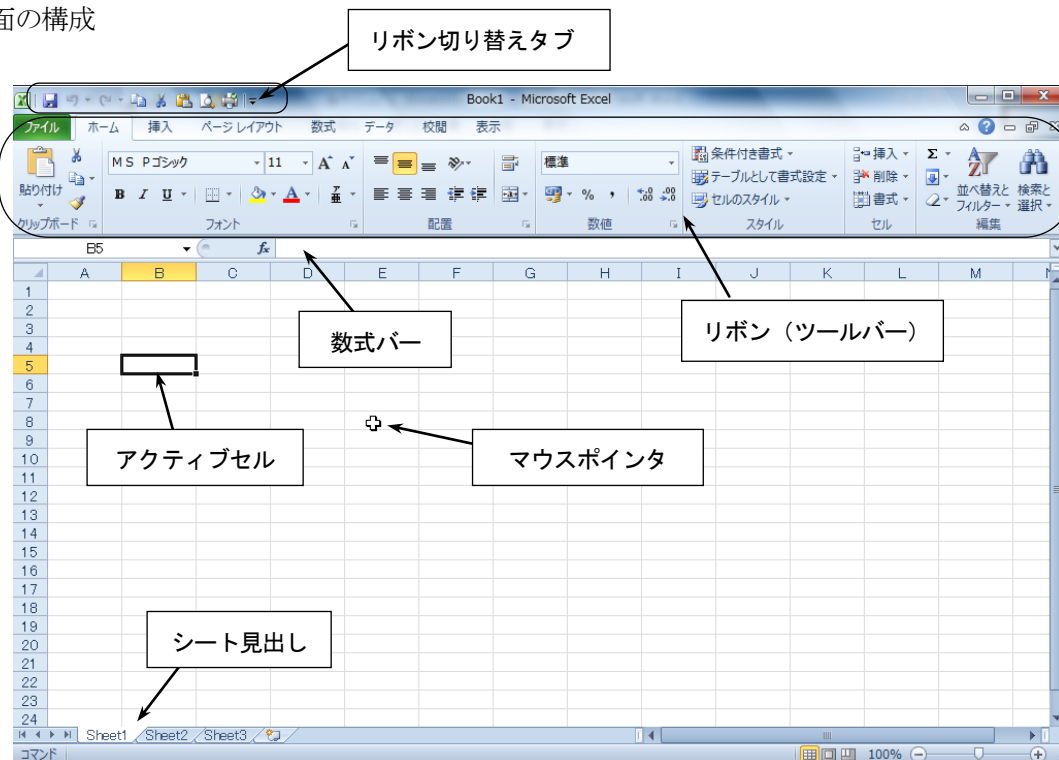 面の構成
リボン切り替えタブ
Book1 - Microsoft Excel
ファイル ホーム 挿入 ページ レイアウト 数式 データ 校閲 表示
貼り付け
ＭＳ Ｐゴシック 11
B I U
標準
条件付き書式
テーブルとして書式設定
セルのスタイル
挿入
削除
書式
Σ
並べ替えと
フィルター
検索と
選択
クリップボード フォント 配置 数値 スタイル セル 編集
B5 fx
A B C D E F G H I J K L M
1
2
3
4
5
6
7
8
9
10
11
12
13
14
15
16
17
18
19
20
21
22
23
24
数式バー
リボン（ツールバー）
アクティブセル
マウスポインタ
シート見出し
Sheet1 Sheet2 Sheet3
コマンド 100%